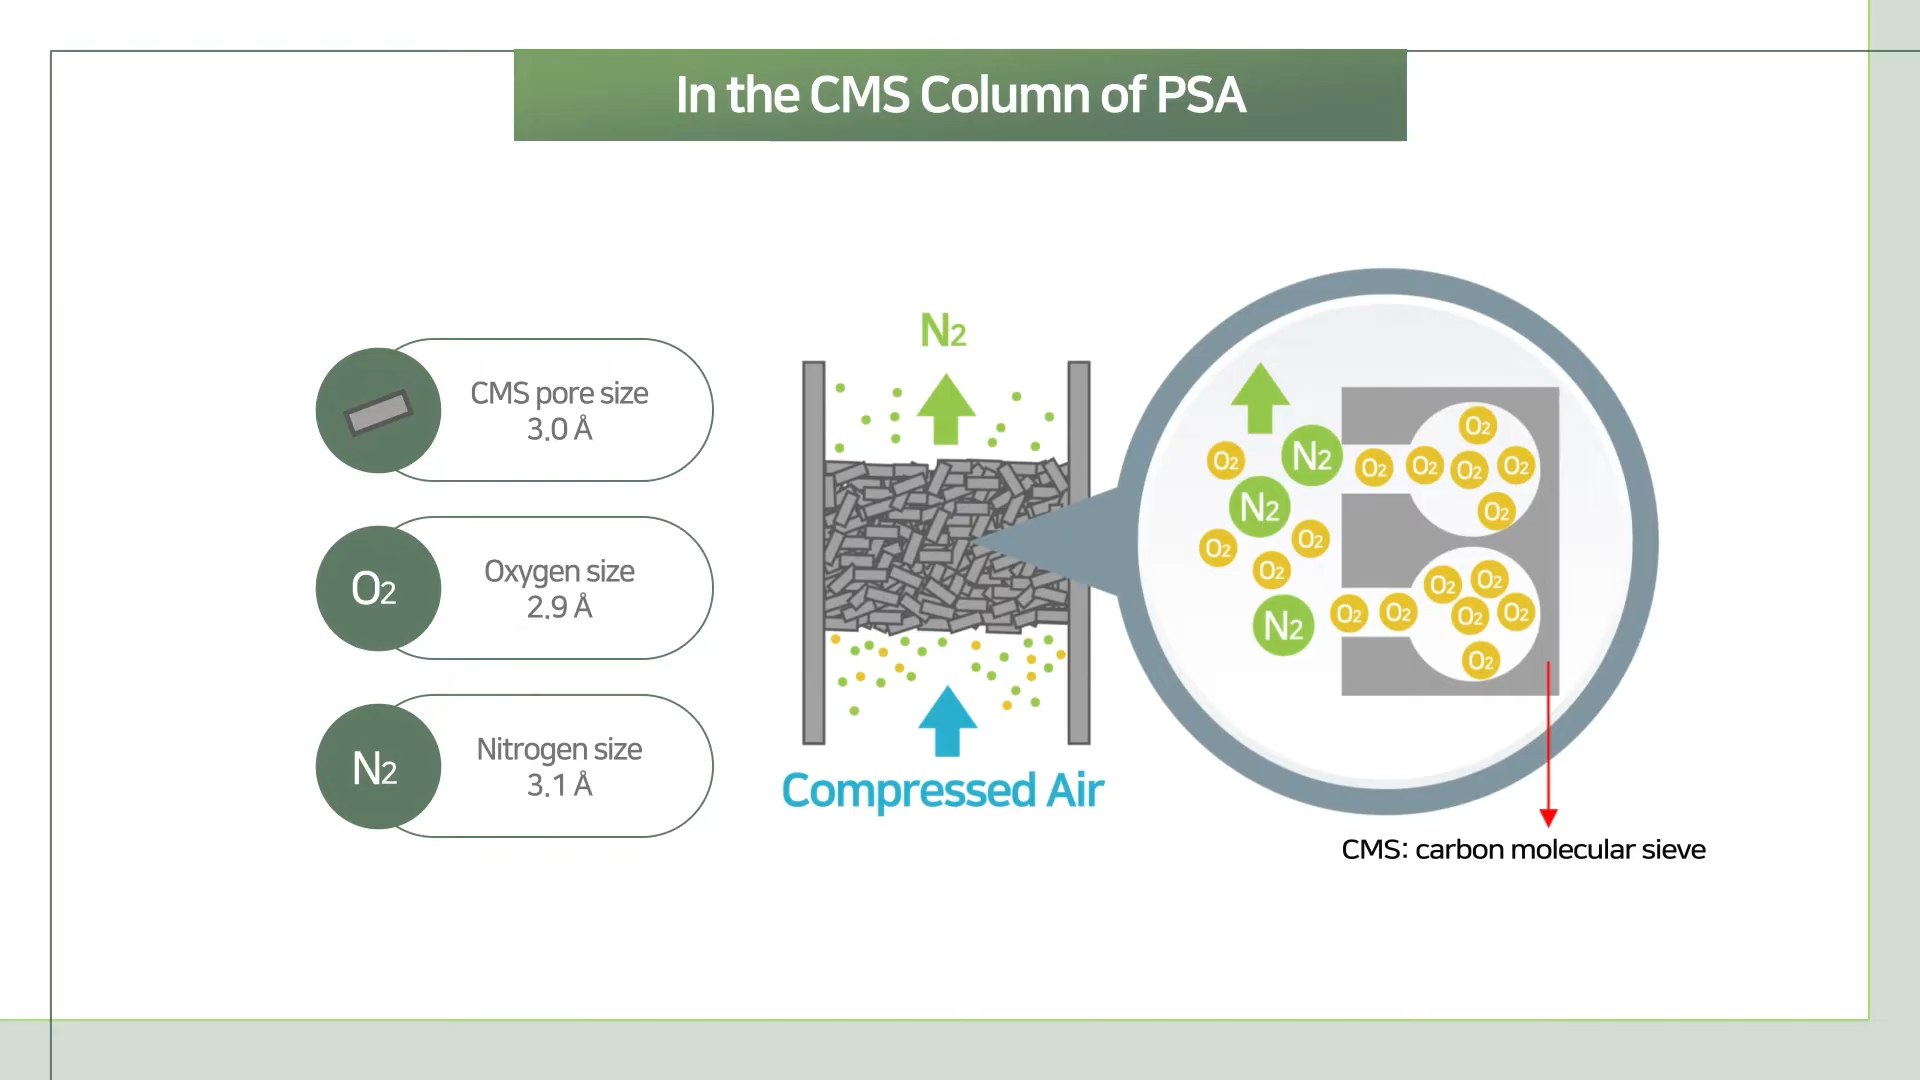 In the CMS Column of PSA
CMS pore size
3.0 Å
O2
Oxygen size
2.9 Å
N2
Nitrogen size
3.1 Å
N2
Compressed Air
O2
N2
O2
O2
O2
O2
O2
O2
N2
O2
O2
O2
N2
O2
O2
O2
O2
O2
O2
O2
O2
CMS: carbon molecular sieve